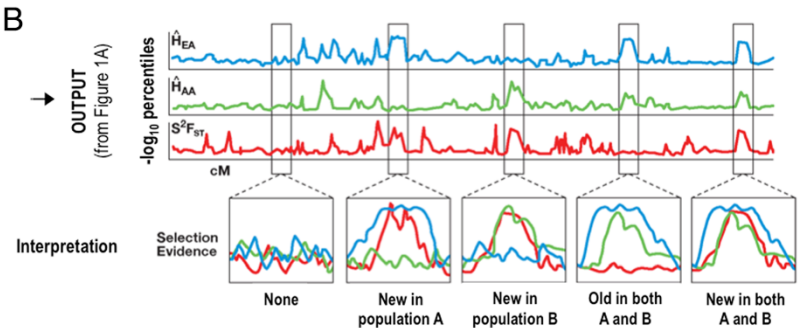 B
OUTPUT
(from Figure 1A)
-log10 percentiles
ĤEA
ĤAA
S²FST
cM
Interpretation
Selection
Evidence
None
New in
population A
New in
population B
Old in both
A and B
New in both
A and B